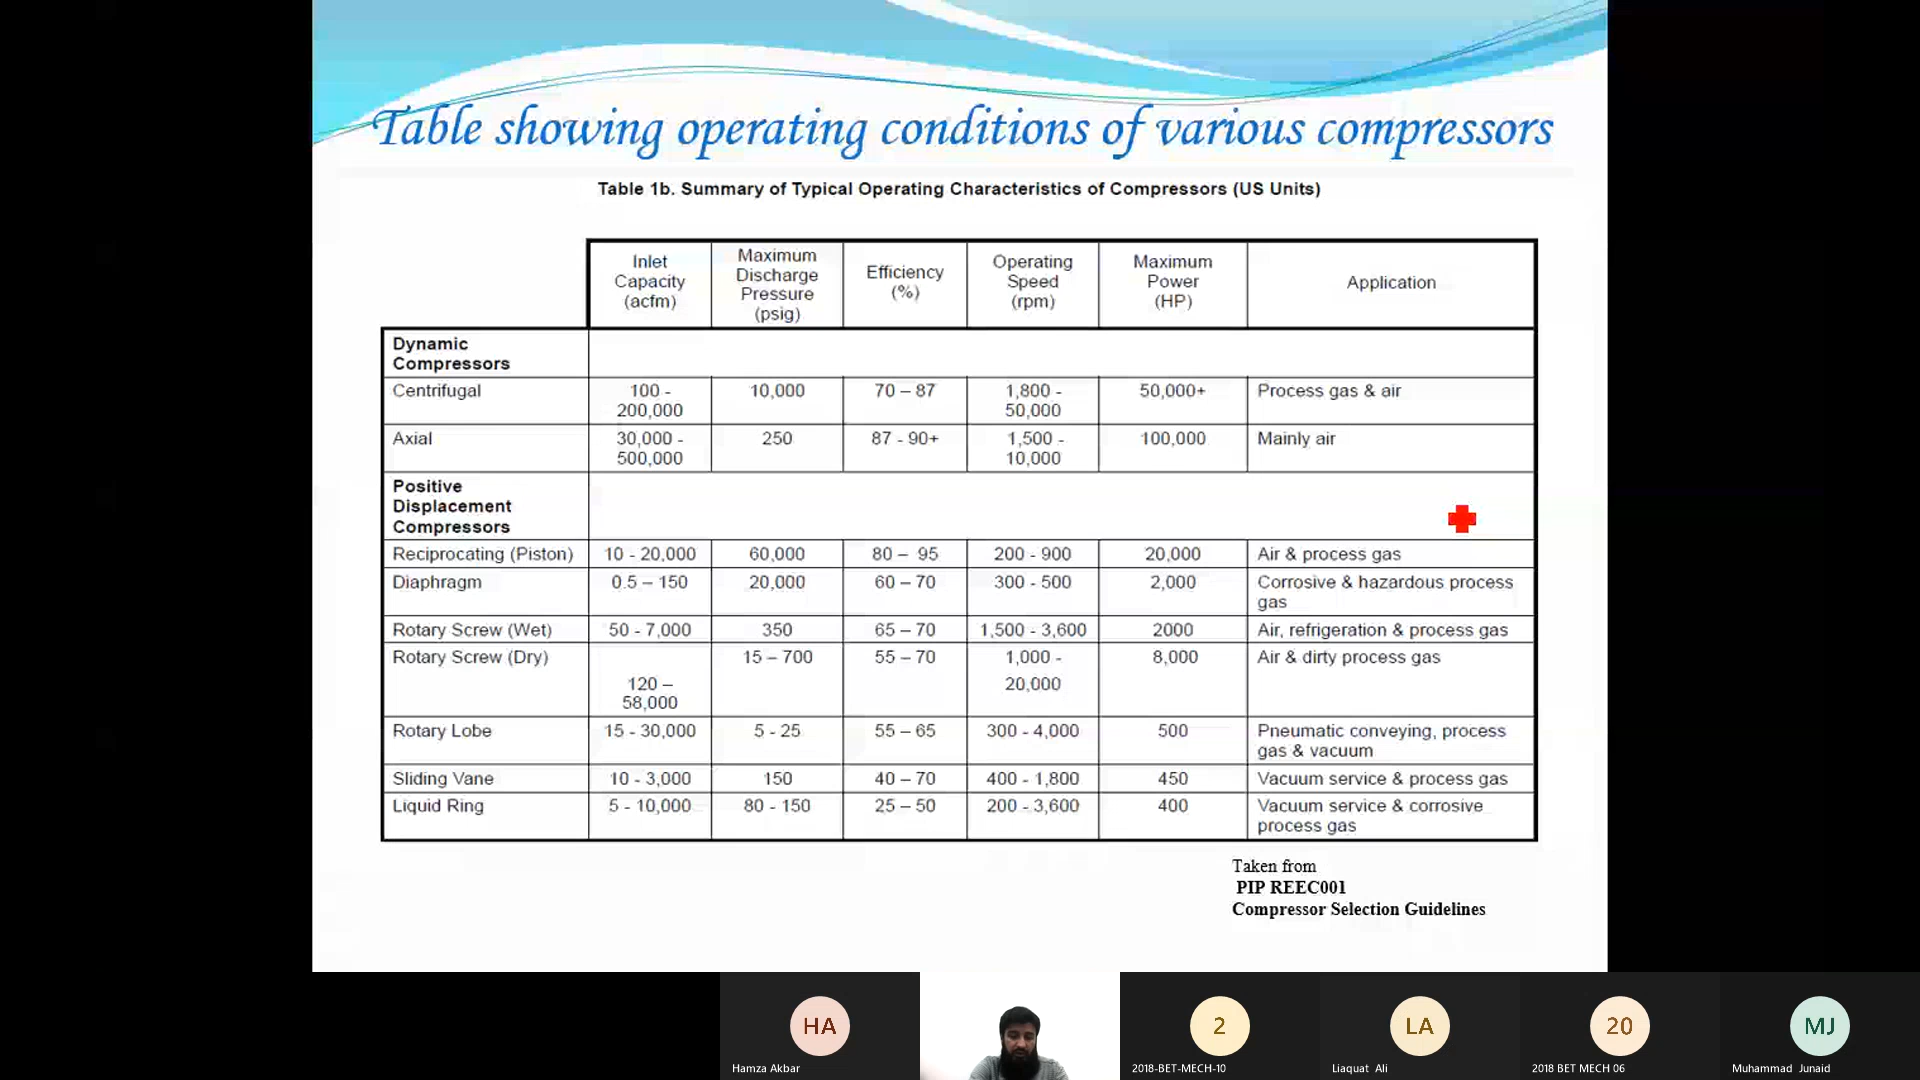 Table showing operating conditions of various compressors
Table 1b. Summary of Typical Operating Characteristics of Compressors (US Units)
Inlet Capacity (acfm) Maximum Discharge Pressure (psig) Efficiency (%) Operating Speed (rpm) Maximum Power (HP) Application
Dynamic Compressors
Centrifugal 100 - 200,000 10,000 70 – 87 1,800 - 50,000 50,000+ Process gas & air
Axial 30,000 - 500,000 250 87 - 90+ 1,500 - 10,000 100,000 Mainly air
Positive Displacement Compressors
Reciprocating (Piston) 10 - 20,000 60,000 80 – 95 200 - 900 20,000 Air & process gas
Diaphragm 0.5 – 150 20,000 60 – 70 300 - 500 2,000 Corrosive & hazardous process gas
Rotary Screw (Wet) 50 - 7,000 350 65 – 70 1,500 - 3,600 2000 Air, refrigeration & process gas
Rotary Screw (Dry) 120 – 58,000 15 – 700 55 – 70 1,000 - 20,000 8,000 Air & dirty process gas
Rotary Lobe 15 - 30,000 5 - 25 55 – 65 300 - 4,000 500 Pneumatic conveying, process gas & vacuum
Sliding Vane 10 - 3,000 150 40 – 70 400 - 1,800 450 Vacuum service & process gas
Liquid Ring 5 - 10,000 80 - 150 25 – 50 200 - 3,600 400 Vacuum service & corrosive process gas
Taken from
PIP REEC001
Compressor Selection Guidelines
HA 2 LA 20 MJ
Hamza Akbar 2018-BET-MECH-10 Liaquat Ali 2018 BET MECH 06 Muhammad Junaid